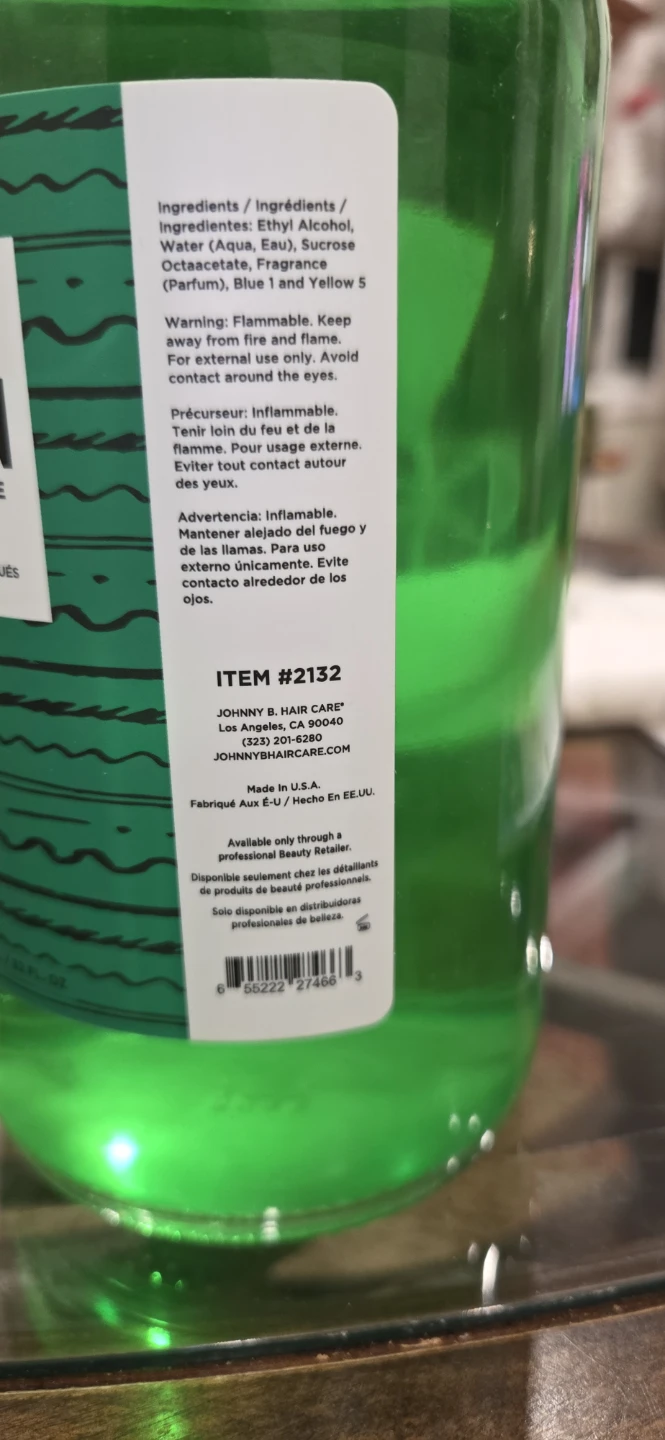 Ingredients / Ingrédients /
Ingredientes: Ethyl Alcohol,
Water (Aqua, Eau), Sucrose
Octaacetate, Fragrance
(Parfum), Blue 1 and Yellow 5
Warning: Flammable. Keep
away from fire and flame.
For external use only. Avoid
contact around the eyes.
Précurseur: Inflammable.
Tenir loin du feu et de la
flamme. Pour usage externe.
Eviter tout contact autour
des yeux.
Advertencia: Inflamable.
Mantener alejado del fuego y
de las llamas. Para uso
externo únicamente. Evite
contacto alrededor de los
ojos.
ITEM #2132
JOHNNY B. HAIR CARE®
Los Angeles, CA 90040
(323) 201-6280
JOHNNYBHAIRCARE.COM
Made In U.S.A.
Fabriqué Aux É-U / Hecho En EE.UU.
Available only through a
professional Beauty Retailer.
Disponible seulement chez les détaillants
de produits de beauté professionnels.
Solo disponible en distribuidoras
profesionales de belleza.
6 55222 27466 3